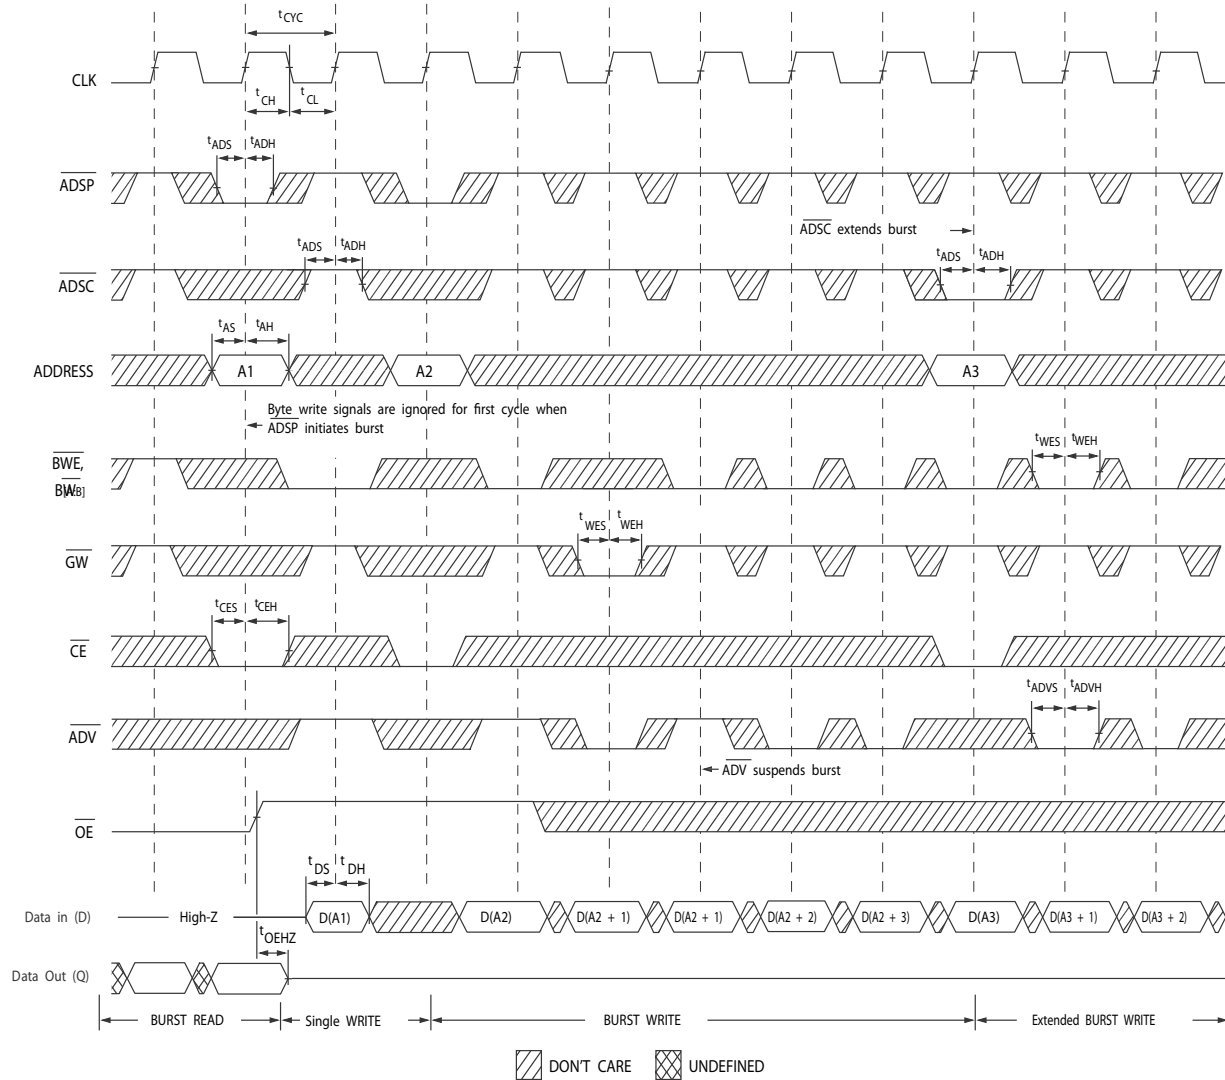 tCYC
CLK
tCH tCL
tADS tADH
ADSP
ADSC extends burst
tADS tADH tADS tADH
ADSC
tAS tAH
ADDRESS A1 A2 A3
Byte write signals are ignored for first cycle when
ADSP initiates burst
tWES tWEH
BWE,
BW[A:B]
tWES tWEH
GW
tCES tCEH
CE
tADVS tADVH
ADV
ADV suspends burst
OE
tDS tDH
Data in (D) High-Z D(A1) D(A2) D(A2 + 1) D(A2 + 1) D(A2 + 2) D(A2 + 3) D(A3) D(A3 + 1) D(A3 + 2)
tOEHZ
Data Out (Q)
BURST READ Single WRITE BURST WRITE Extended BURST WRITE
DON'T CARE UNDEFINED